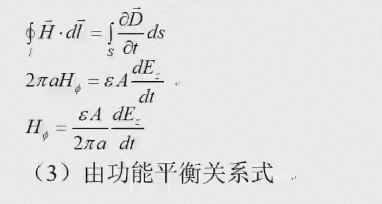 ∮_l H⃗·dl⃗ = ∫_S ∂D⃗/∂t ds
2πaH_ϕ = εA dE_z/dt
H_ϕ = εA/2πa dE_z/dt
（3）由功能平衡关系式